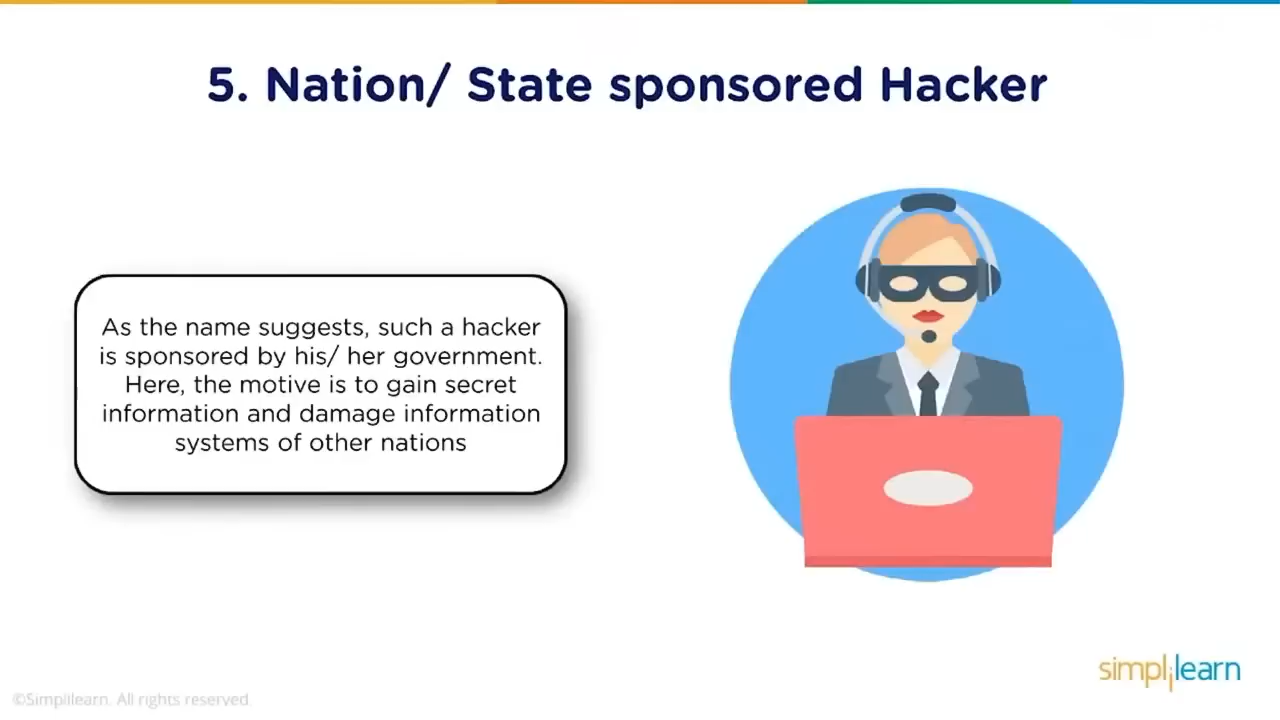 5. Nation/ State sponsored Hacker
As the name suggests, such a hacker
is sponsored by his/ her government.
Here, the motive is to gain secret
information and damage information
systems of other nations
simplilearn
©Simplilearn. All rights reserved.